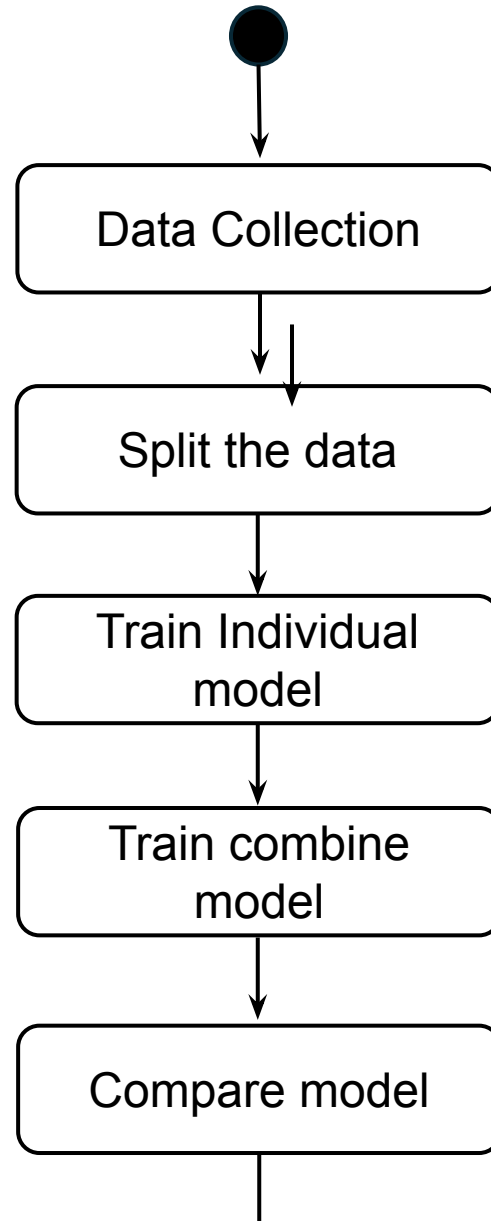 Data Collection
Split the data
Train Individual
model
Train combine
model
Compare model